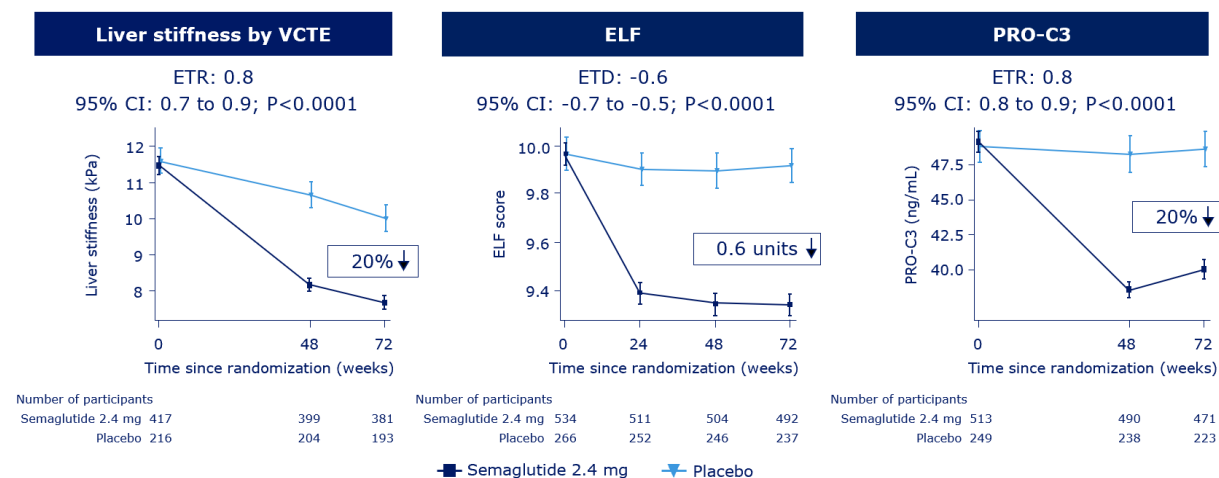 Liver stiffness by VCTE
ETR: 0.8
95% CI: 0.7 to 0.9; P<0.0001
Liver stiffness (kPa)
12
11
10
9
8
20%
0 48 72
Time since randomization (weeks)
Number of participants
Semaglutide 2.4 mg 417 399 381
Placebo 216 204 193
ELF
ETD: -0.6
95% CI: -0.7 to -0.5; P<0.0001
ELF score
10.0
9.8
9.6
9.4
0.6 units
0 24 48 72
Time since randomization (weeks)
Number of participants
Semaglutide 2.4 mg 534 511 504 492
Placebo 266 252 246 237
PRO-C3
ETR: 0.8
95% CI: 0.8 to 0.9; P<0.0001
PRO-C3 (ng/mL)
47.5
45.0
42.5
40.0
20%
0 48 72
Time since randomization (weeks)
Number of participants
Semaglutide 2.4 mg 513 490 471
Placebo 249 238 223
Semaglutide 2.4 mg Placebo